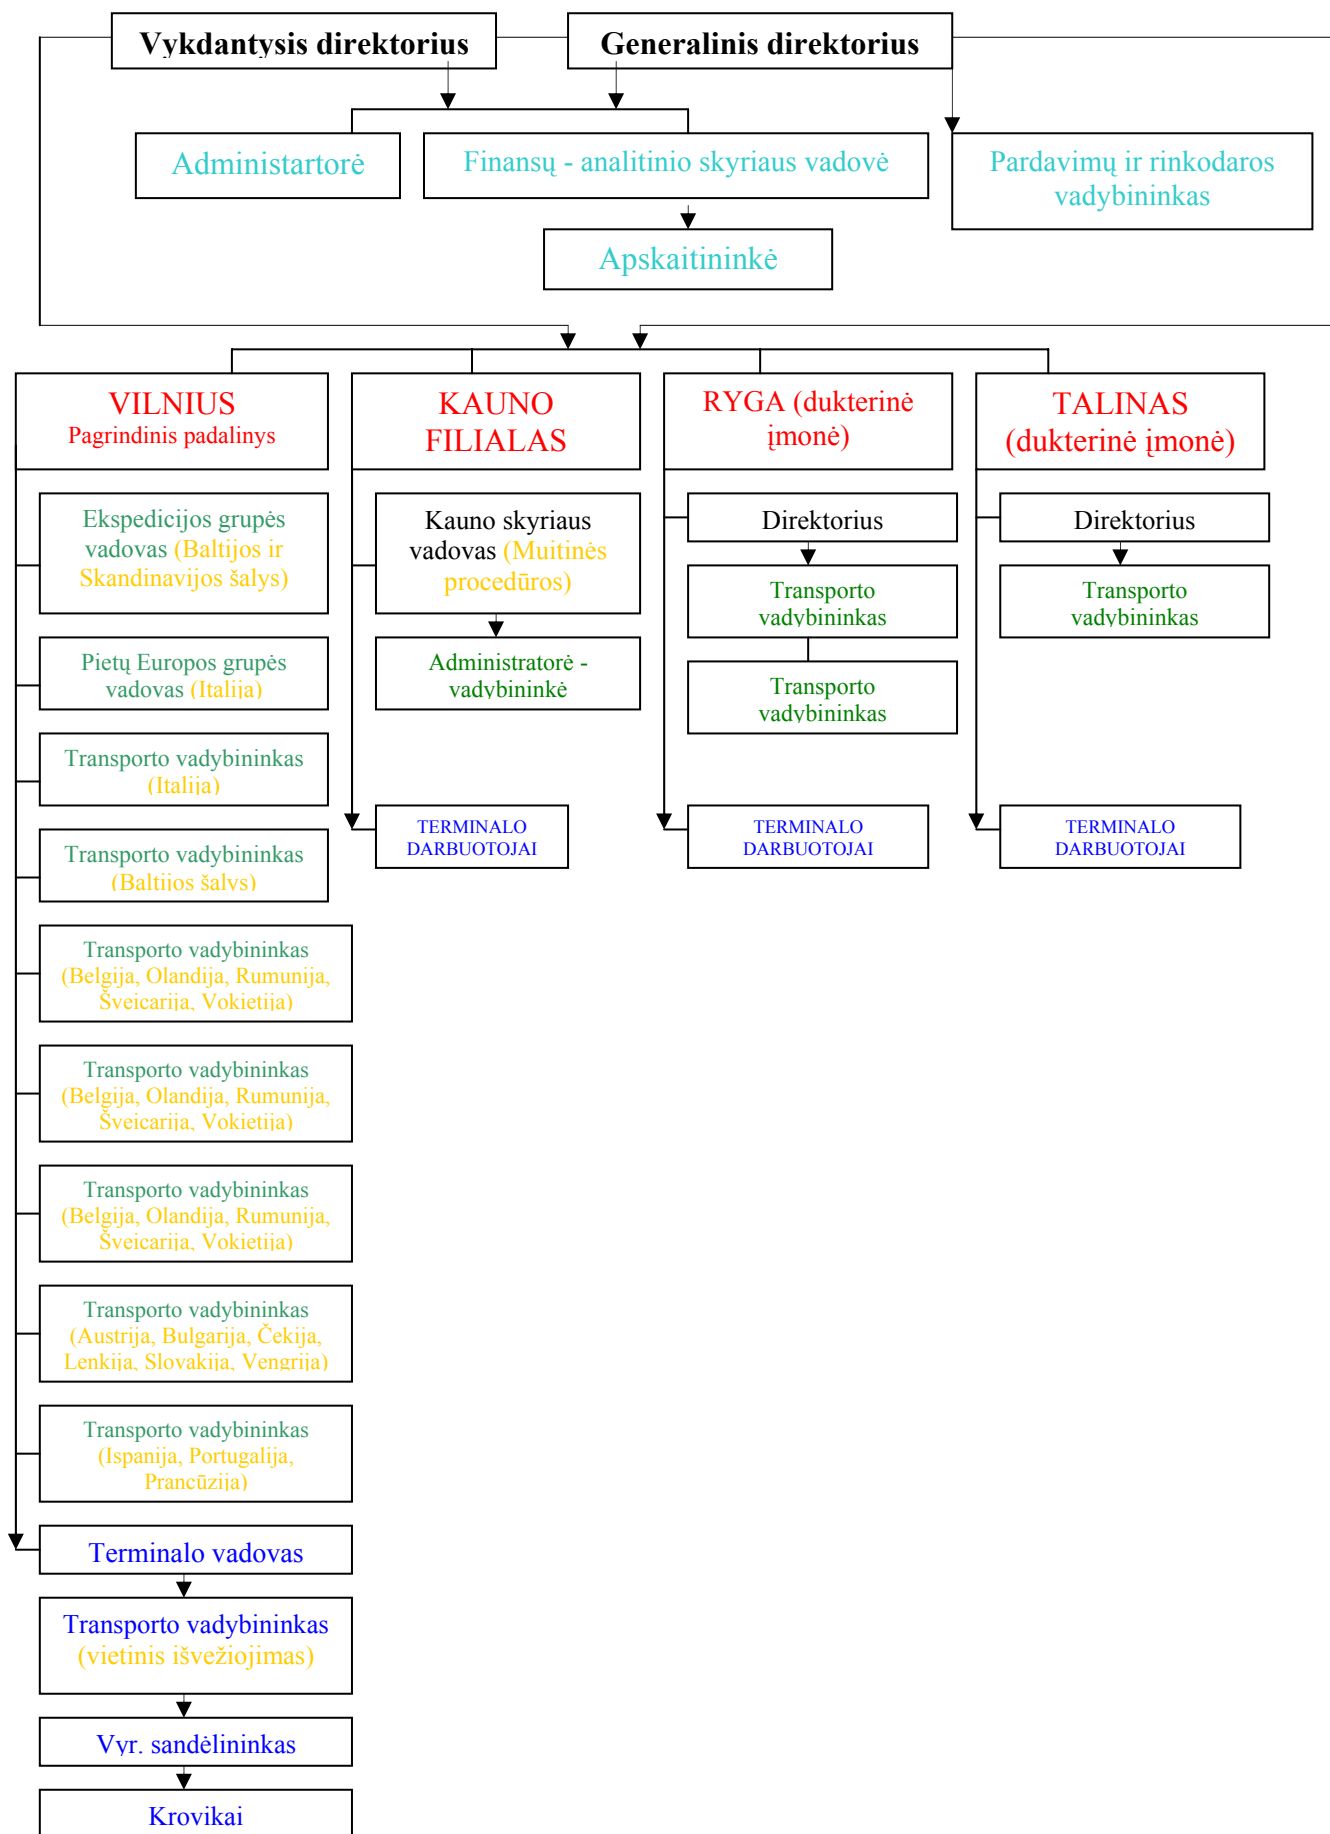 Vykdantysis direktorius
Generalinis direktorius
Administartorė
Finansų - analitinio skyriaus vadovė
Pardavimų ir rinkodaros
vadybininkas
Apskaitininkė
VILNIUS
Pagrindinis padalinys
KAUNO
FILIALAS
RYGA (dukterinė
įmonė)
TALINAS
(dukterinė įmonė)
Ekspedicijos grupės
vadovas (Baltijos ir
Skandinavijos šalys)
Kauno skyriaus
vadovas (Muitinės
procedūros)
Direktorius
Direktorius
Transporto
vadybininkas
Transporto
vadybininkas
Pietų Europos grupės
vadovas (Italija)
Administratorė -
vadybininkė
Transporto
vadybininkas
Transporto vadybininkas
(Italija)
TERMINALO
DARBUOTOJAI
TERMINALO
DARBUOTOJAI
TERMINALO
DARBUOTOJAI
Transporto vadybininkas
(Baltijos šalys)
Transporto vadybininkas
(Belgija, Olandija, Rumunija,
Šveicarija, Vokietija)
Transporto vadybininkas
(Belgija, Olandija, Rumunija,
Šveicarija, Vokietija)
Transporto vadybininkas
(Belgija, Olandija, Rumunija,
Šveicarija, Vokietija)
Transporto vadybininkas
(Austrija, Bulgarija, Čekija,
Lenkija, Slovakija, Vengrija)
Transporto vadybininkas
(Ispanija, Portugalija,
Prancūzija)
Terminalo vadovas
Transporto vadybininkas
(vietinis išvežiojimas)
Vyr. sandėlininkas
Krovikai